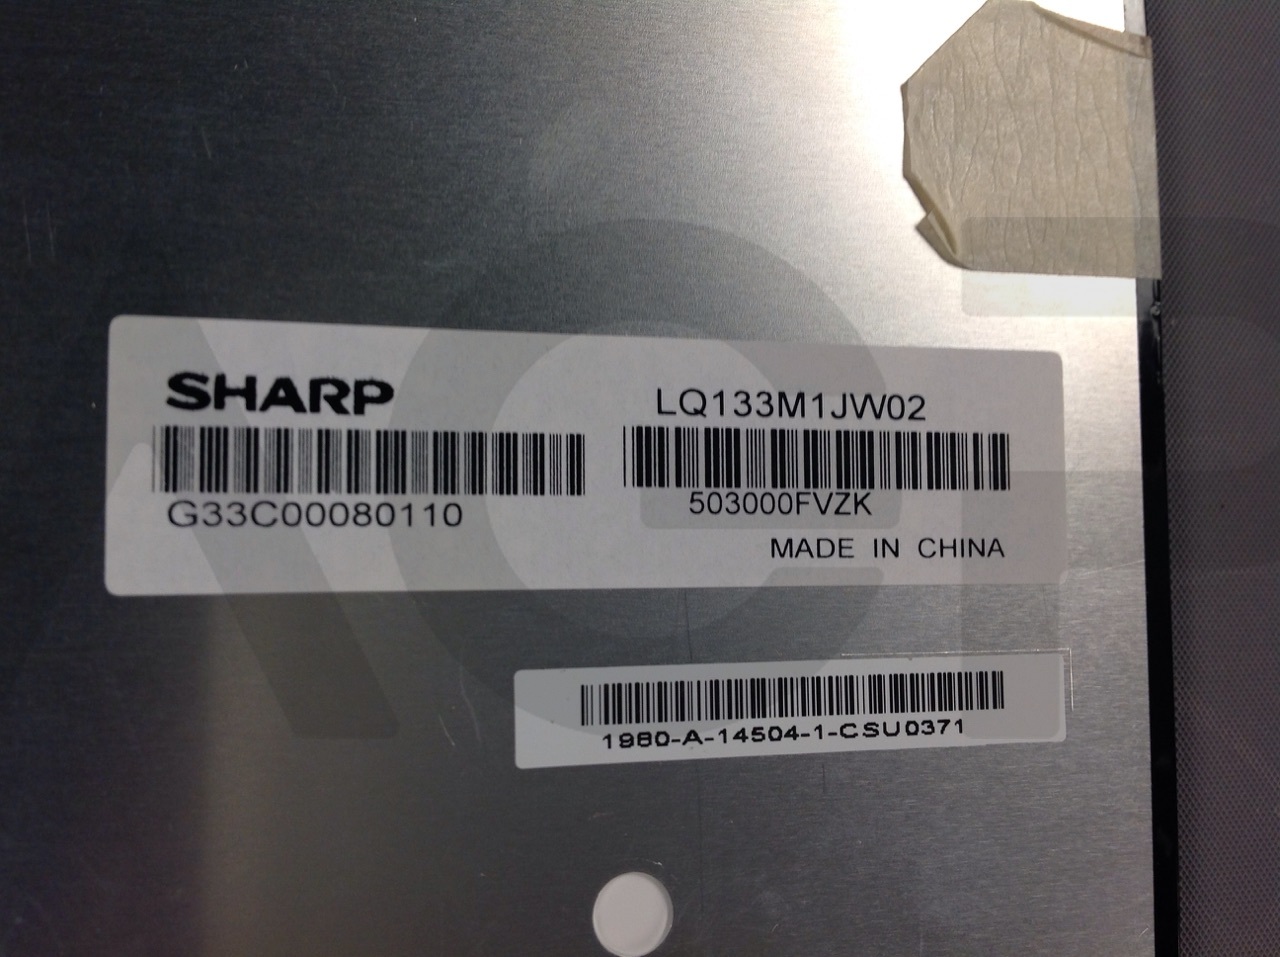 SHARP
LQ133M1JW02
G33C00080110
503000FVZK
MADE IN CHINA
1980-A-14504-1-CSU0371